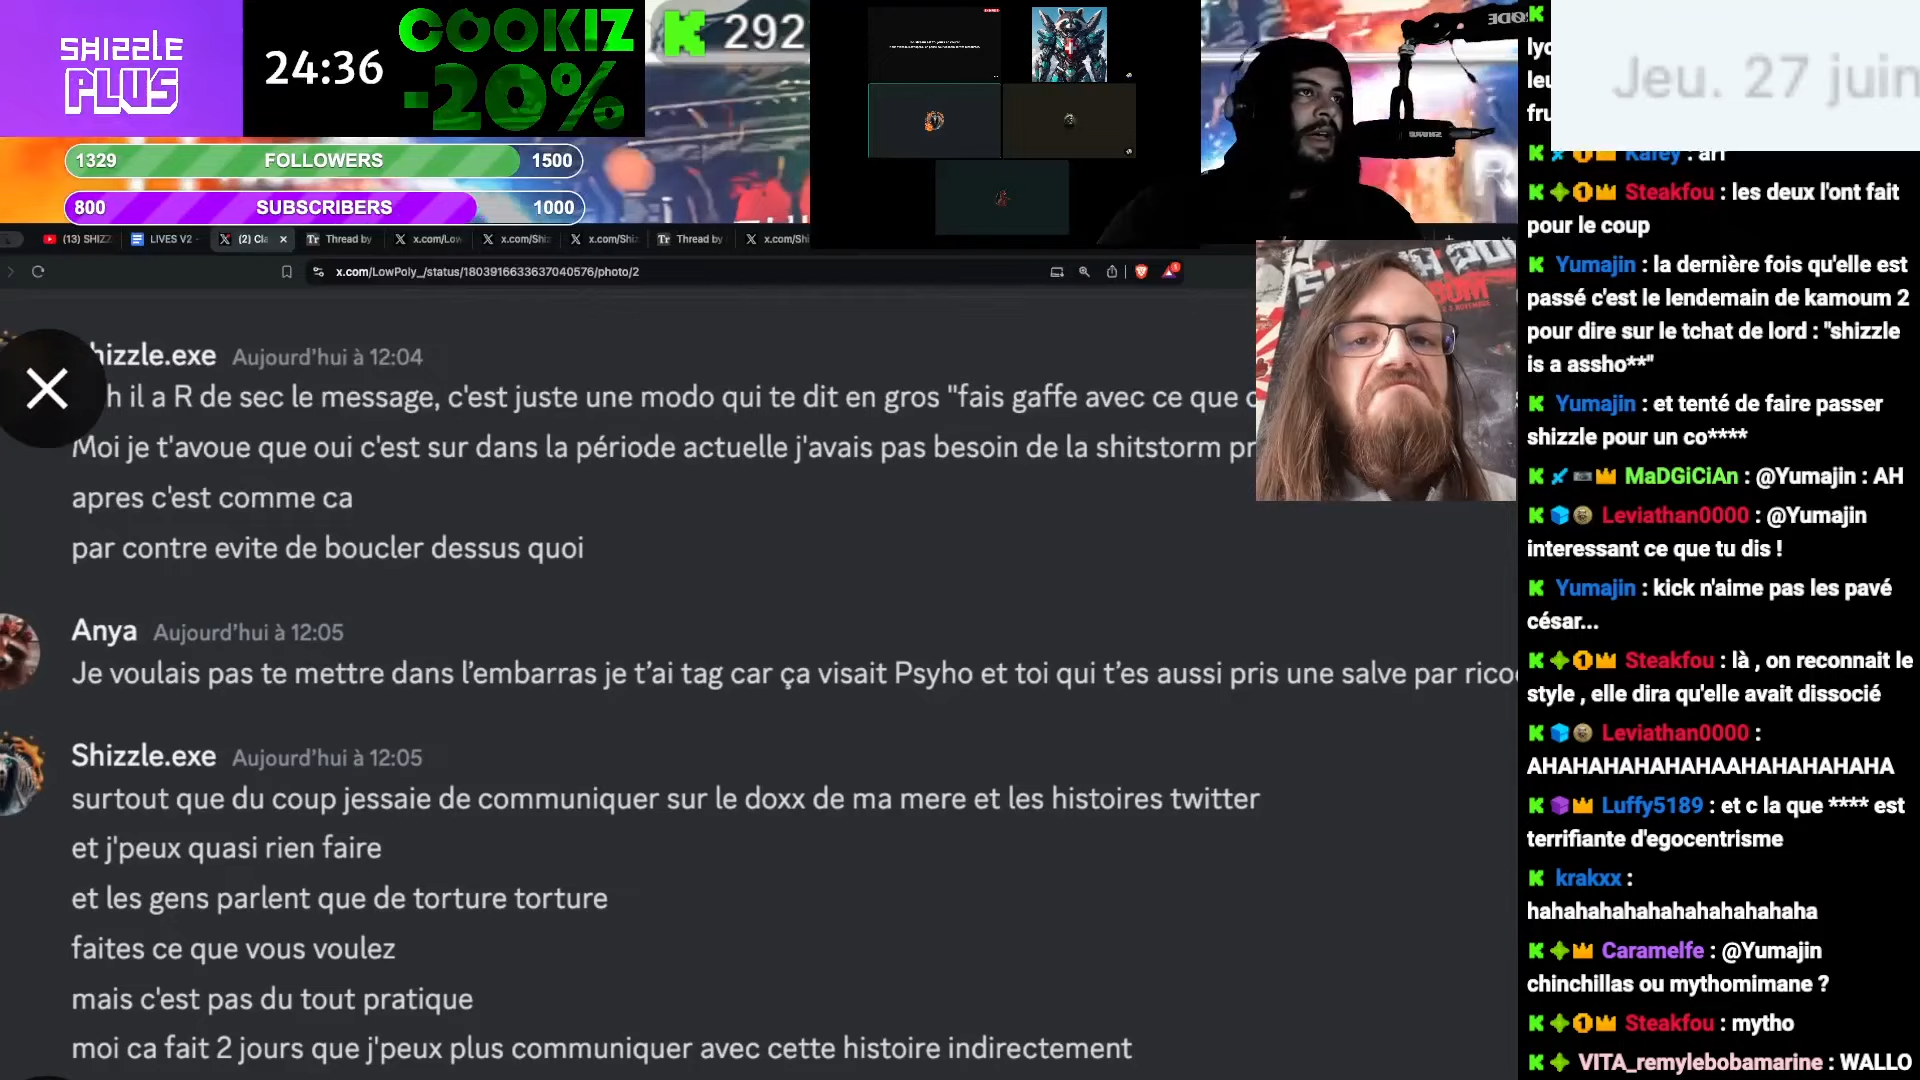 SHIZZLE
PLUS
24:36
COOKIZ
-20%
292
1329 FOLLOWERS 1500
800 SUBSCRIBERS 1000
Jeu. 27 juin
(13) SHIZZ
LIVES V2 -
(2) Cla
Thread by
x.com/Low
x.com/Shiz
x.com/Shiz
Thread by
x.com/Shi
x.com/LowPoly_/status/1803916633637040576/photo/2
hizzle.exe Aujourd'hui à 12:04
h il a R de sec le message, c'est juste une modo qui te dit en gros "fais gaffe avec ce que
Moi je t'avoue que oui c'est sur dans la période actuelle j'avais pas besoin de la shitstorm pr
apres c'est comme ca
par contre evite de boucler dessus quoi
Anya Aujourd'hui à 12:05
Je voulais pas te mettre dans l'embarras je t'ai tag car ça visait Psyho et toi qui t'es aussi pris une salve par rico
Shizzle.exe Aujourd'hui à 12:05
surtout que du coup jessaie de communiquer sur le doxx de ma mere et les histoires twitter
et j'peux quasi rien faire
et les gens parlent que de torture torture
faites ce que vous voulez
mais c'est pas du tout pratique
moi ca fait 2 jours que j'peux plus communiquer avec cette histoire indirectement
lyc
leu
fru
Kafey : arf
Steakfou : les deux l'ont fait
pour le coup
Yumajin : la dernière fois qu'elle est
passé c'est le lendemain de kamoum 2
pour dire sur le tchat de lord : "shizzle
is a assho**"
Yumajin : et tenté de faire passer
shizzle pour un co****
MaDGiCiAn : @Yumajin : AH
Leviathan0000 : @Yumajin
interessant ce que tu dis !
Yumajin : kick n'aime pas les pavé
césar...
Steakfou : là , on reconnait le
style , elle dira qu'elle avait dissocié
Leviathan0000 :
AHAHAHAHAHAHAAHAHAHAHAHA
Luffy5189 : et c la que **** est
terrifiante d'egocentrisme
krakxx :
hahahahahahahahahahahaha
Caramelfe : @Yumajin
chinchillas ou mythomimane ?
Steakfou : mytho
VITA_remylebobamarine : WALLO